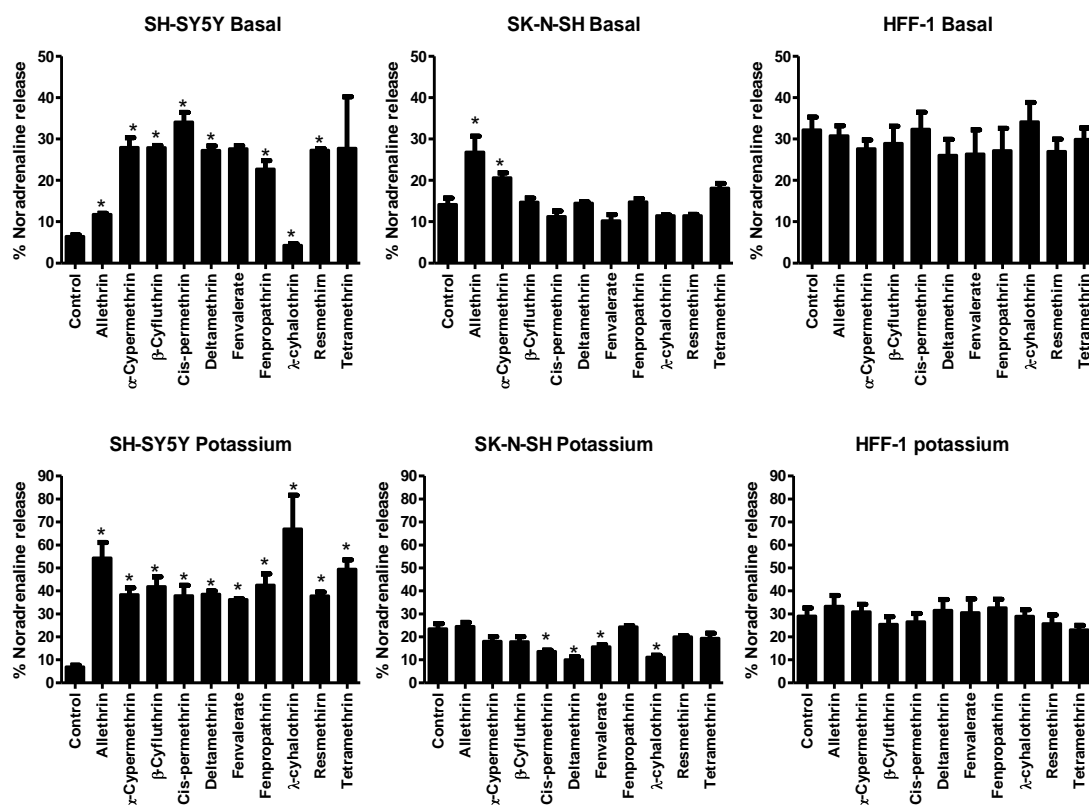 SH-SY5Y Basal
% Noradrenaline release
50
40
30
20
10
0
*
*
*
*
*
*
*
*
Control
Allethrin
α-Cypermethrin
β-Cyfluthrin
Cis-permethrin
Deltamethrin
Fenvalerate
Fenpropathrin
λ-cyhalothrin
Resmethirn
Tetramethrin
SK-N-SH Basal
% Noradrenaline release
50
40
30
20
10
0
*
*
Control
Allethrin
α-Cypermethrin
β-Cyfluthrin
Cis-permethrin
Deltamethrin
Fenvalerate
Fenpropathrin
λ-cyhalothrin
Resmethirn
Tetramethrin
HFF-1 Basal
% Noradrenaline release
50
40
30
20
10
0
Control
Allethrin
α-Cypermethrin
β-Cyfluthrin
Cis-permethrin
Deltamethrin
Fenvalerate
Fenpropathrin
λ-cyhalothrin
Resmethirn
Tetramethrin
SH-SY5Y Potassium
% Noradrenaline release
90
80
70
60
50
40
30
20
10
0
*
*
*
*
*
*
*
*
*
*
Control
Allethrin
α-Cypermethrin
β-Cyfluthrin
Cis-permethrin
Deltamethrin
Fenvalerate
Fenpropathrin
λ-cyhalothrin
Resmethirn
Tetramethrin
SK-N-SH Potassium
% Noradrenaline release
90
80
70
60
50
40
30
20
10
0
*
*
*
*
Control
Allethrin
α-Cypermethrin
β-Cyfluthrin
Cis-permethrin
Deltamethrin
Fenvalerate
Fenpropathrin
λ-cyhalothrin
Resmethirn
Tetramethrin
HFF-1 potassium
% Noradrenaline release
90
80
70
60
50
40
30
20
10
0
Control
Allethrin
α-Cypermethrin
β-Cyfluthrin
Cis-permethrin
Deltamethrin
Fenvalerate
Fenpropathrin
λ-cyhalothrin
Resmethirn
Tetramethrin